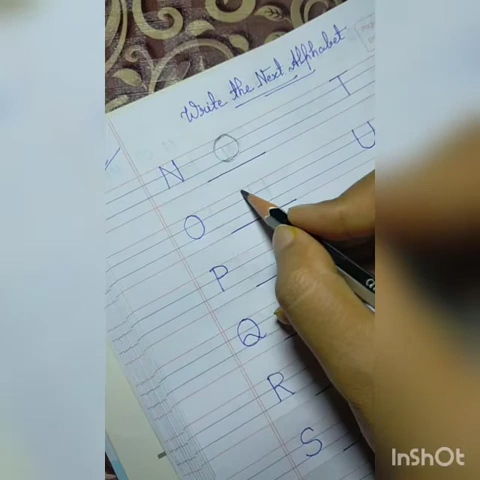 Write the Next Alphabet
N O T
O U
P
Q
R
S
InShOt